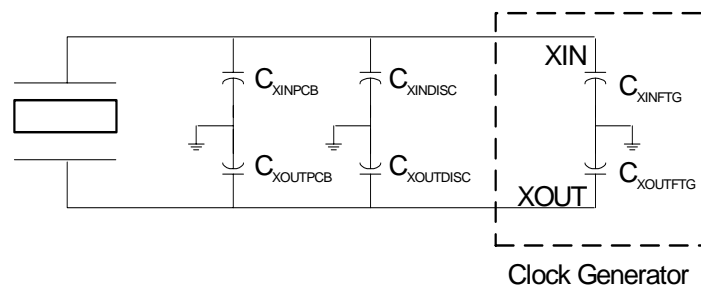 XIN
CXINPCB
CXINDISC
CXINFTG
CXOUTPCB
CXOUTDISC
CXOUTFTG
XOUT
Clock Generator